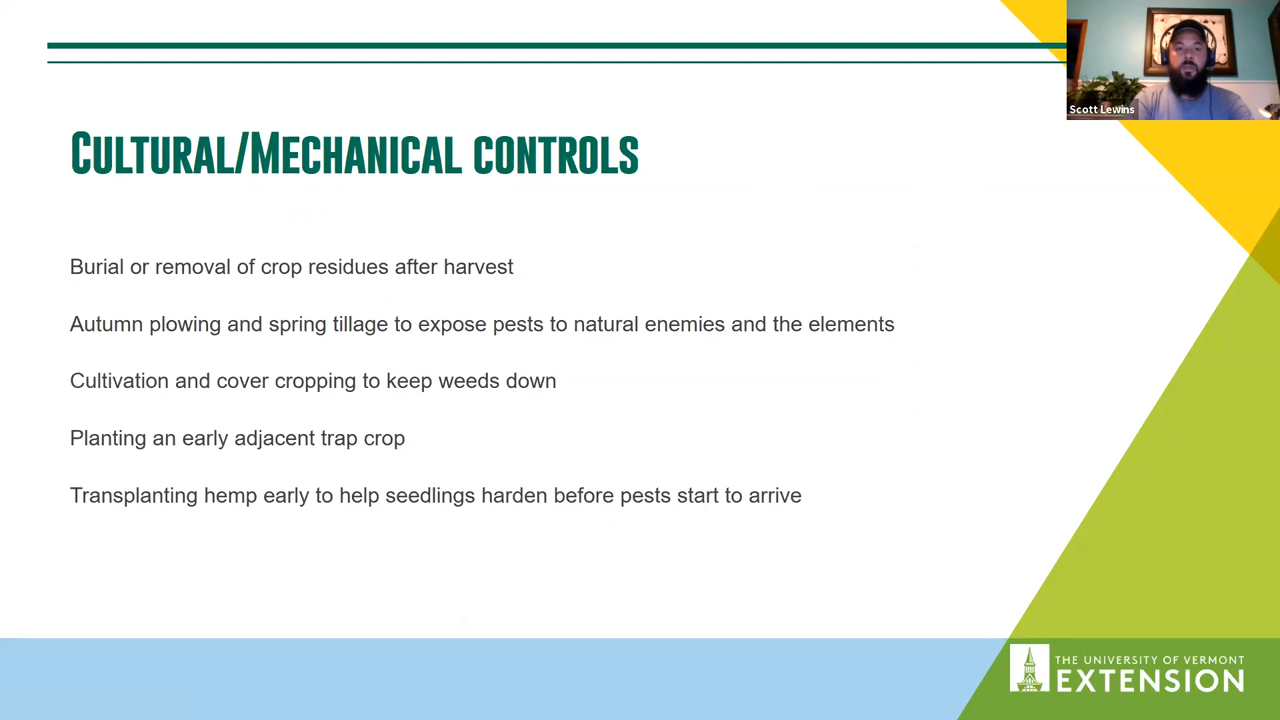 Scott Lewins
Cultural/Mechanical controls
Burial or removal of crop residues after harvest
Autumn plowing and spring tillage to expose pests to natural enemies and the elements
Cultivation and cover cropping to keep weeds down
Planting an early adjacent trap crop
Transplanting hemp early to help seedlings harden before pests start to arrive
THE UNIVERSITY OF VERMONT
EXTENSION